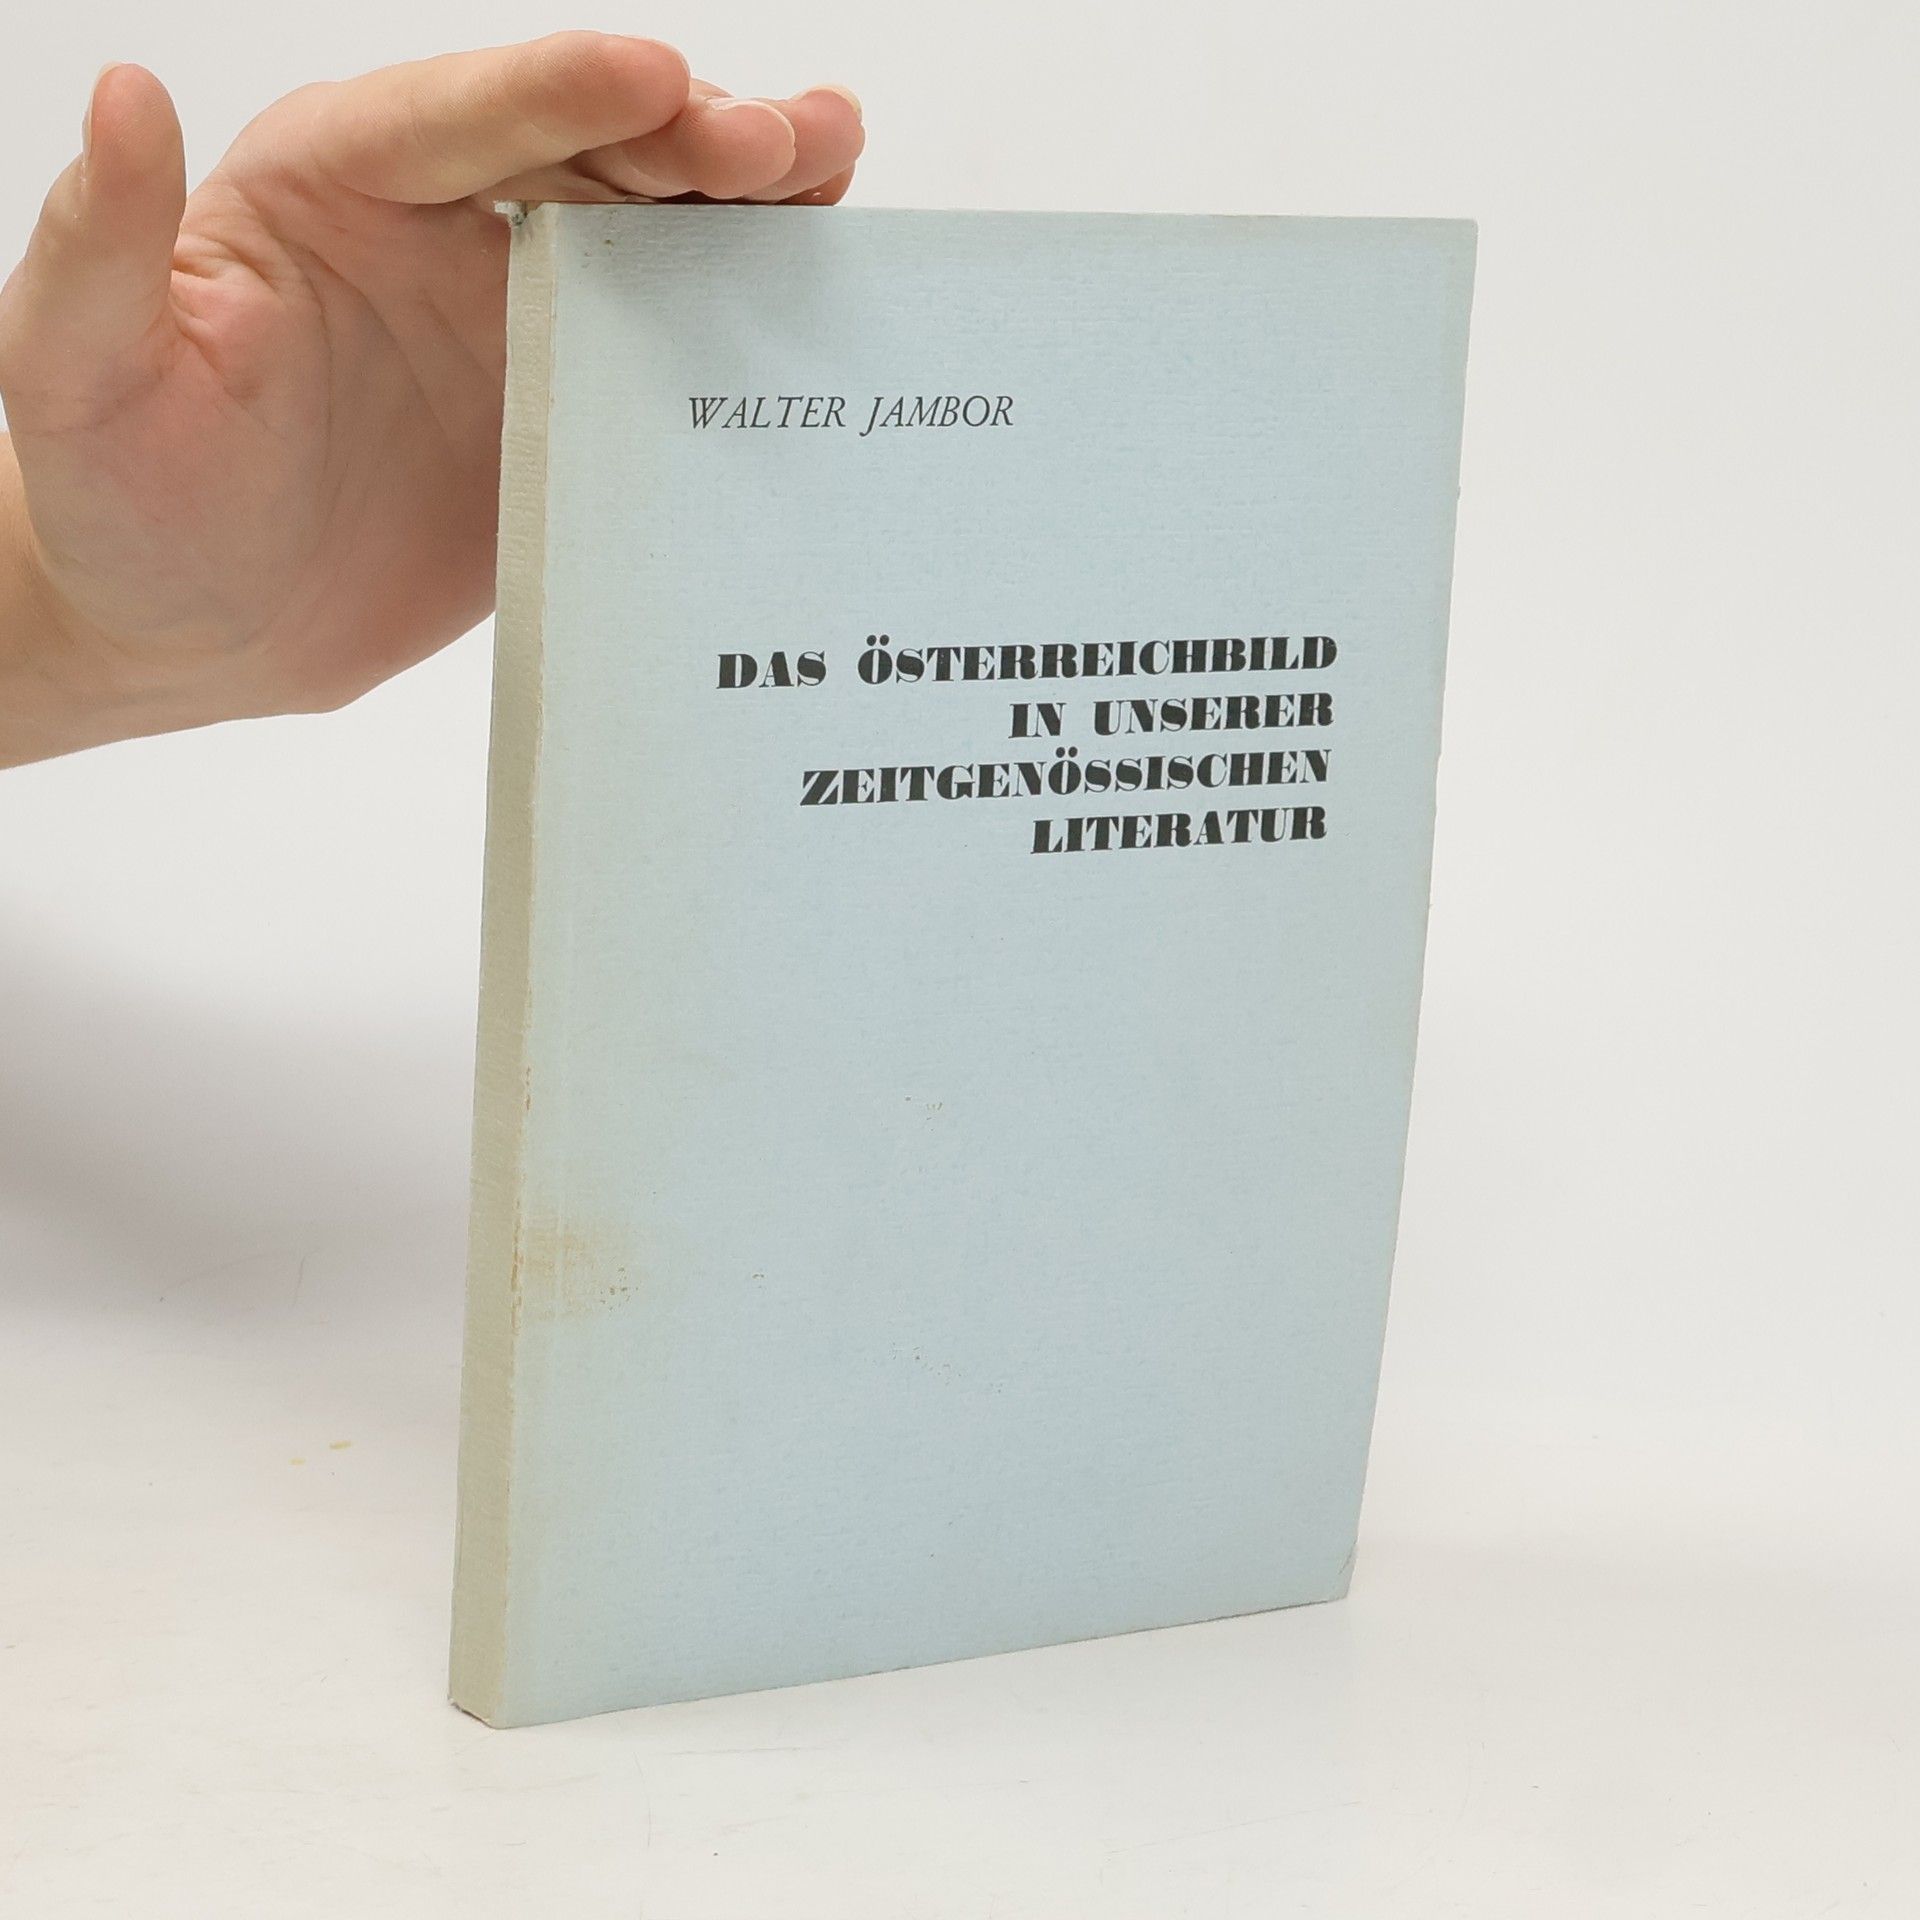 WALTER JAMBOR
DAS ÖSTERREICHBILD
IN UNSERER
ZEITGENÖSSISCHEN
LITERATUR